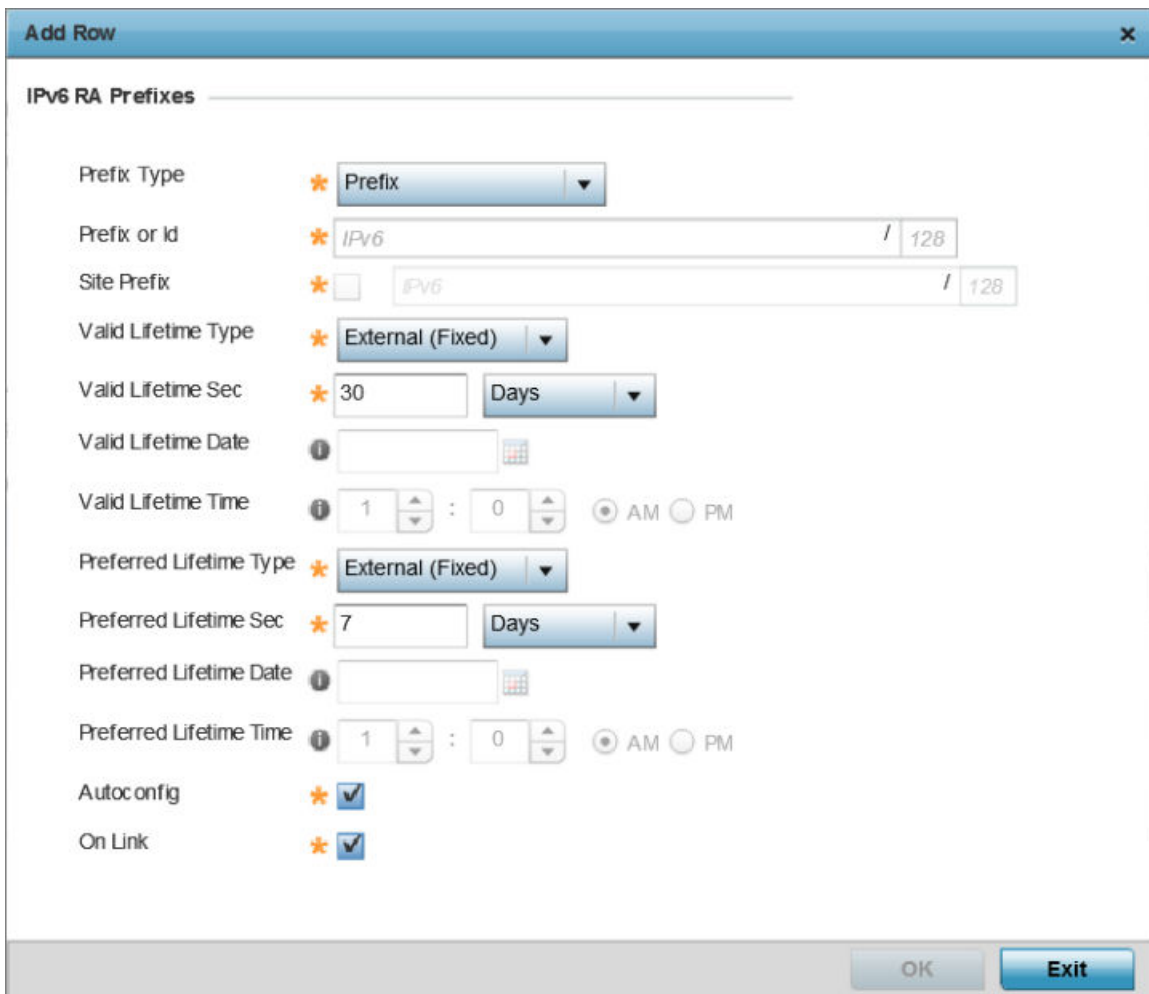 Add Row ×
IPv6 RA Prefixes
Prefix Type * Prefix
Prefix or Id * IPv6 / 128
Site Prefix * IPv6 / 128
Valid Lifetime Type * External (Fixed)
Valid Lifetime Sec * 30 Days
Valid Lifetime Date i
Valid Lifetime Time i 1 : 0 AM PM
Preferred Lifetime Type * External (Fixed)
Preferred Lifetime Sec * 7 Days
Preferred Lifetime Date i
Preferred Lifetime Time i 1 : 0 AM PM
Autoconfig *
On Link *
OK Exit